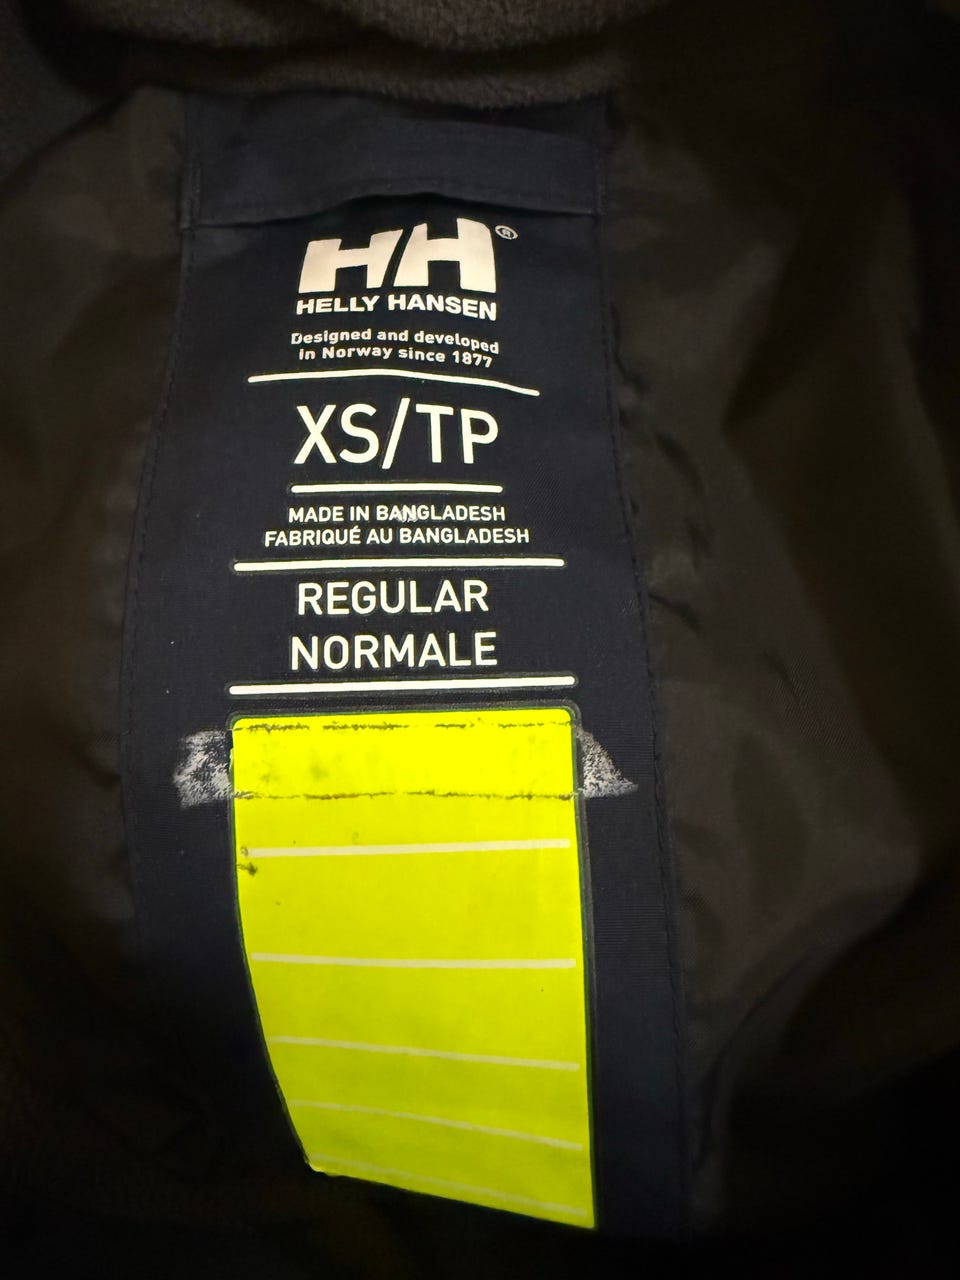 HH®
HELLY HANSEN
Designed and developed
in Norway since 1877
XS/TP
MADE IN BANGLADESH
FABRIQUÉ AU BANGLADESH
REGULAR
NORMALE